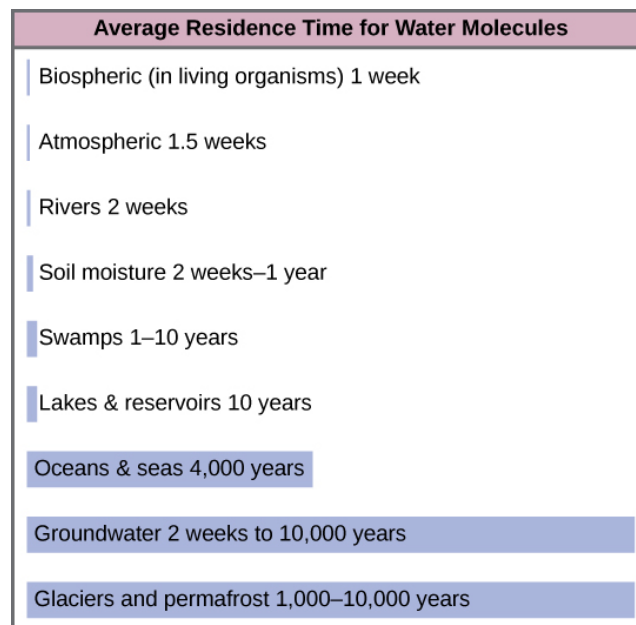 Average Residence Time for Water Molecules
Biospheric (in living organisms) 1 week
Atmospheric 1.5 weeks
Rivers 2 weeks
Soil moisture 2 weeks–1 year
Swamps 1–10 years
Lakes & reservoirs 10 years
Oceans & seas 4,000 years
Groundwater 2 weeks to 10,000 years
Glaciers and permafrost 1,000–10,000 years